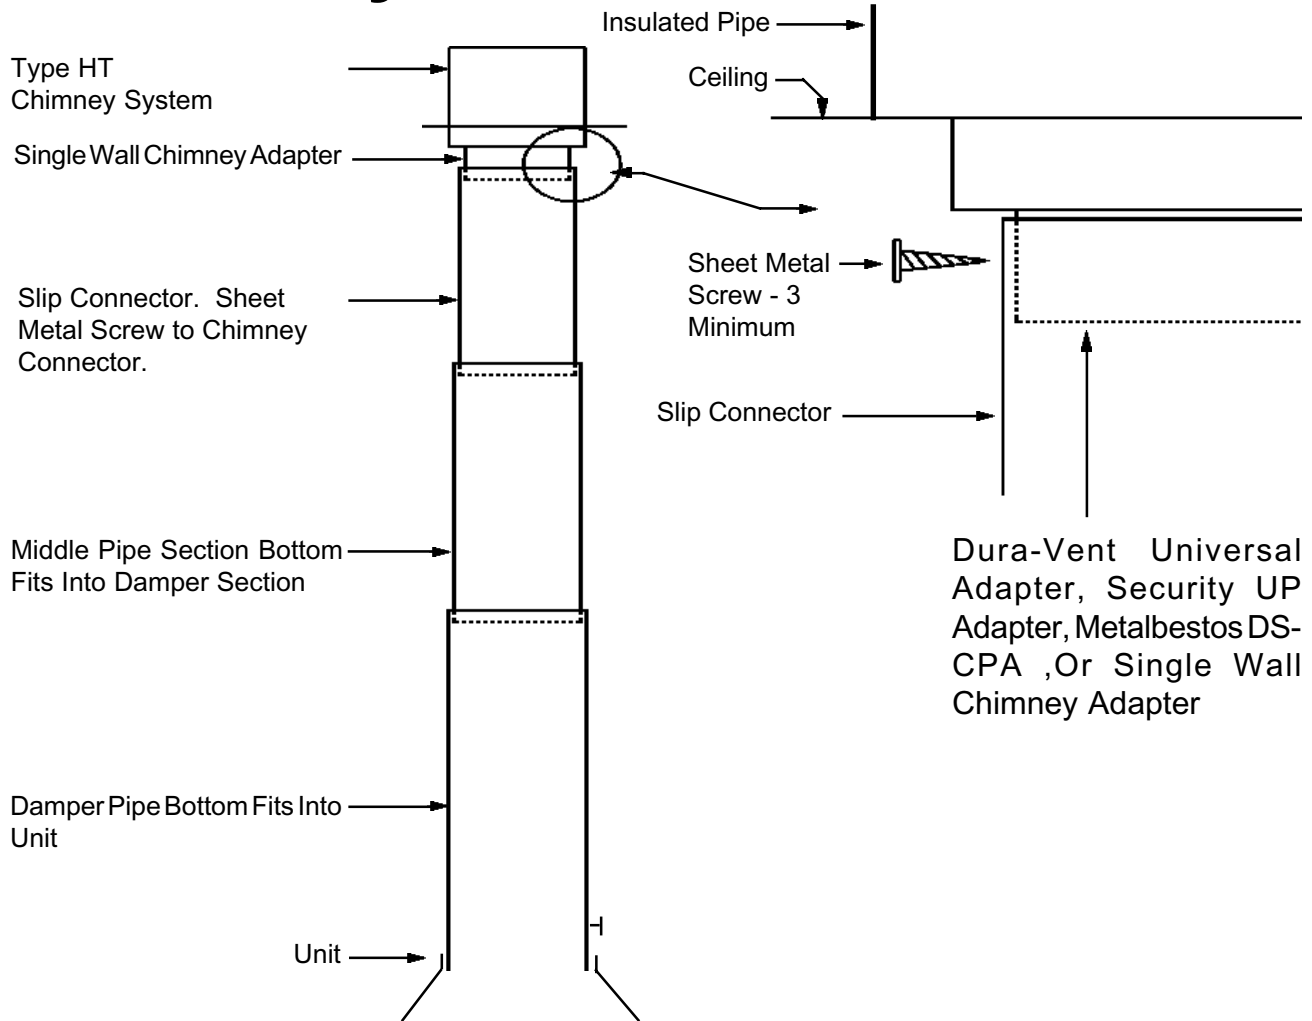 Type HT
Chimney System
Single Wall Chimney Adapter
Slip Connector. Sheet
Metal Screw to Chimney
Connector.
Middle Pipe Section Bottom
Fits Into Damper Section
Damper Pipe Bottom Fits Into
Unit
Unit
Insulated Pipe
Ceiling
Sheet Metal
Screw - 3
Minimum
Slip Connector
Dura-Vent Universal
Adapter, Security UP
Adapter, Metalbestos DS-
CPA ,Or Single Wall
Chimney Adapter